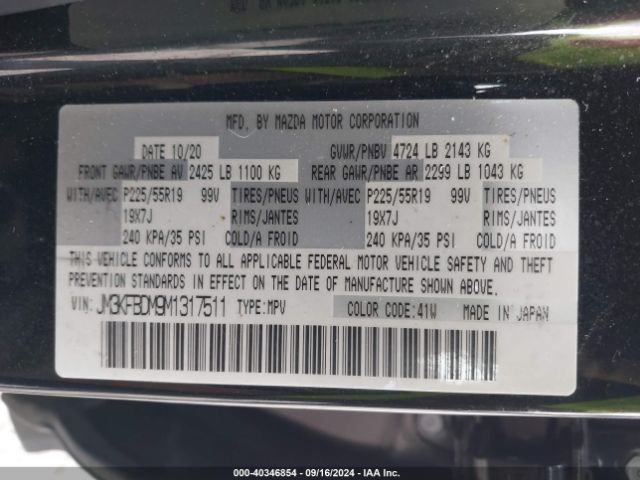 MFD. BY MAZDA MOTOR CORPORATION
DATE 10/20 GVWR/PNBV 4724 LB 2143 KG
FRONT GAWR/PNBE AV 2425 LB 1100 KG REAR GAWR/PNBE AR 2299 LB 1043 KG
WITH/AVEC P225/55R19 99V TIRES/PNEUS WITH/AVEC P225/55R19 99V TIRES/PNEUS
19X7J RIMS/JANTES 19X7J RIMS/JANTES
240 KPA/35 PSI COLD/A FROID 240 KPA/35 PSI COLD/A FROID
THIS VEHICLE CONFORMS TO ALL APPLICABLE FEDERAL MOTOR VEHICLE SAFETY AND THEFT
PREVENTION STANDARDS IN EFFECT ON THE DATE OF MANUFACTURE SHOWN ABOVE.
VIN: JM3KFBDM9M1317511 TYPE:MPV COLOR CODE:41W MADE IN JAPAN
000-40346854 - 09/16/2024 - IAA Inc.